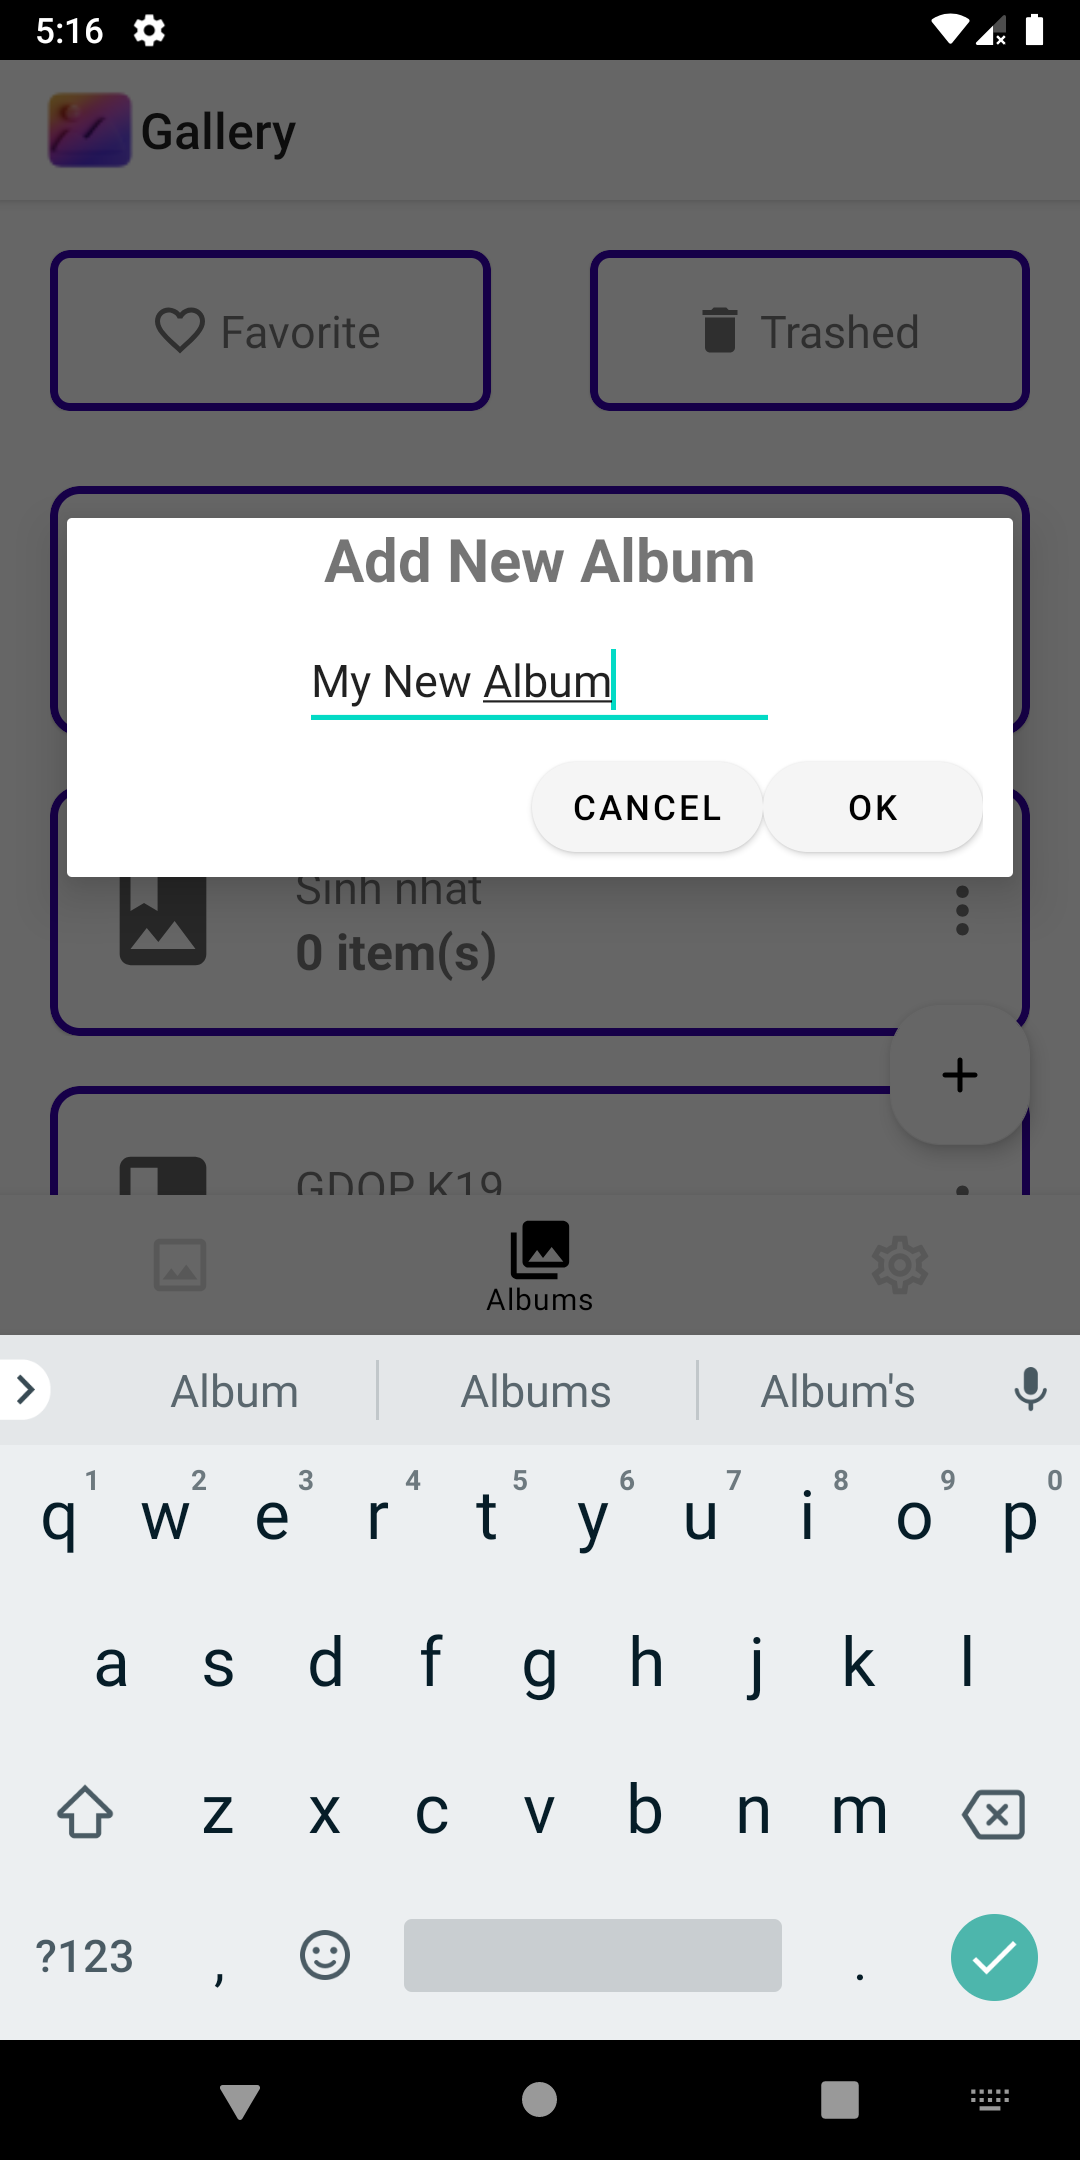 5:16
Gallery
Favorite
Trashed
Add New Album
My New Album
CANCEL
OK
Sinh nhat
0 item(s)
GDOP K19
Albums
Album
Albums
Album's
1 2 3 4 5 6 7 8 9 0
q w e r t y u i o p
a s d f g h j k l
z x c v b n m
?123 , .